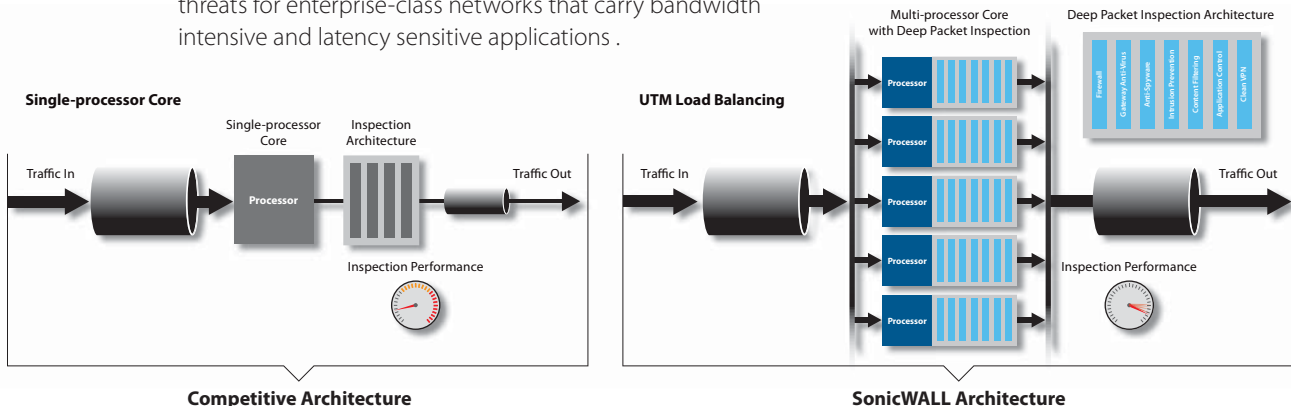 threats for enterprise-class networks that carry bandwidth
intensive and latency sensitive applications .
Single-processor Core
Single-processor
Core
Inspection
Architecture
Traffic In
Processor
Traffic Out
Inspection Performance
Competitive Architecture
UTM Load Balancing
Multi-processor Core
with Deep Packet Inspection
Deep Packet Inspection Architecture
Firewall
Gateway Anti-Virus
Anti-Spyware
Intrusion Prevention
Content Filtering
Application Control
Clean VPN
Traffic In
Processor
Processor
Processor
Processor
Processor
Traffic Out
Inspection Performance
SonicWALL Architecture